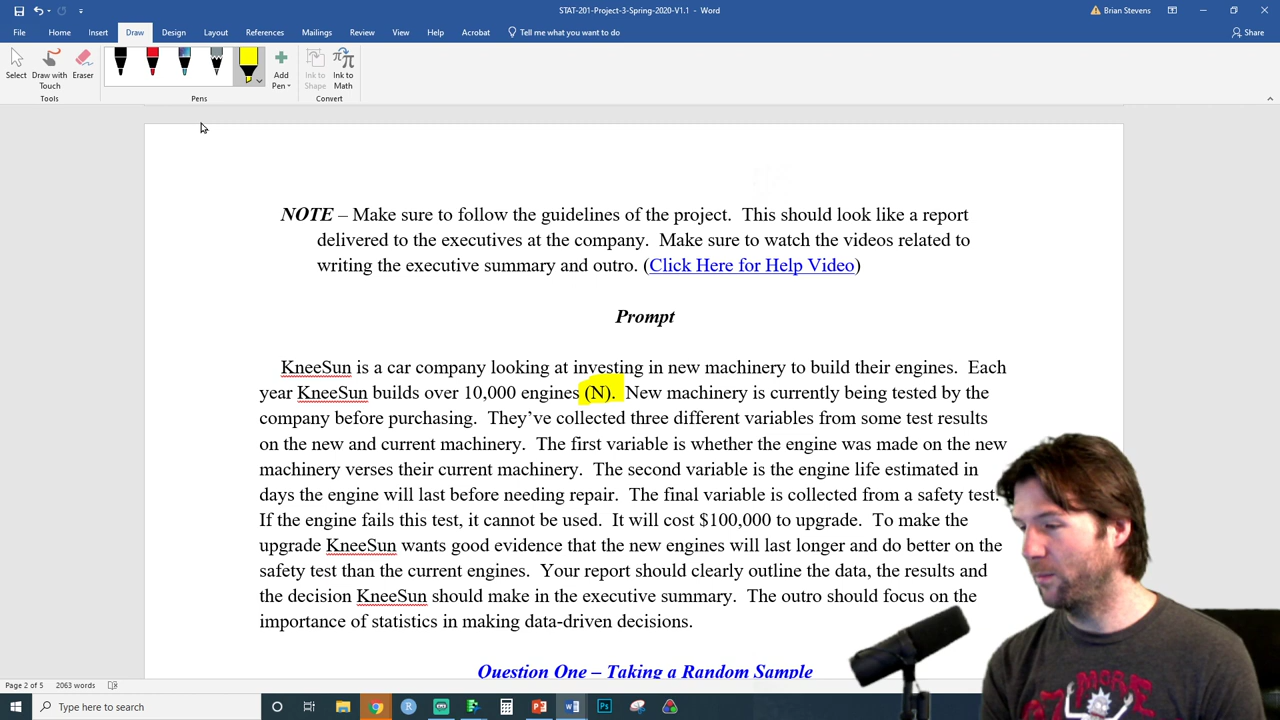 STAT-201-Project-3-Spring-2020-V1.1 - Word
Brian Stevens
File Home Insert Draw Design Layout References Mailings Review View Help Acrobat Tell me what you want to do Share
Select Draw with Touch Eraser Add Pen Ink to Shape Ink to Math
Tools Pens Convert
NOTE – Make sure to follow the guidelines of the project. This should look like a report
delivered to the executives at the company. Make sure to watch the videos related to
writing the executive summary and outro. (Click Here for Help Video)
Prompt
KneeSun is a car company looking at investing in new machinery to build their engines. Each
year KneeSun builds over 10,000 engines (N). New machinery is currently being tested by the
company before purchasing. They've collected three different variables from some test results
on the new and current machinery. The first variable is whether the engine was made on the new
machinery verses their current machinery. The second variable is the engine life estimated in
days the engine will last before needing repair. The final variable is collected from a safety test.
If the engine fails this test, it cannot be used. It will cost $100,000 to upgrade. To make the
upgrade KneeSun wants good evidence that the new engines will last longer and do better on the
safety test than the current engines. Your report should clearly outline the data, the results and
the decision KneeSun should make in the executive summary. The outro should focus on the
importance of statistics in making data-driven decisions.
Question One – Taking a Random Sample
Page 2 of 5 2063 words
Type here to search